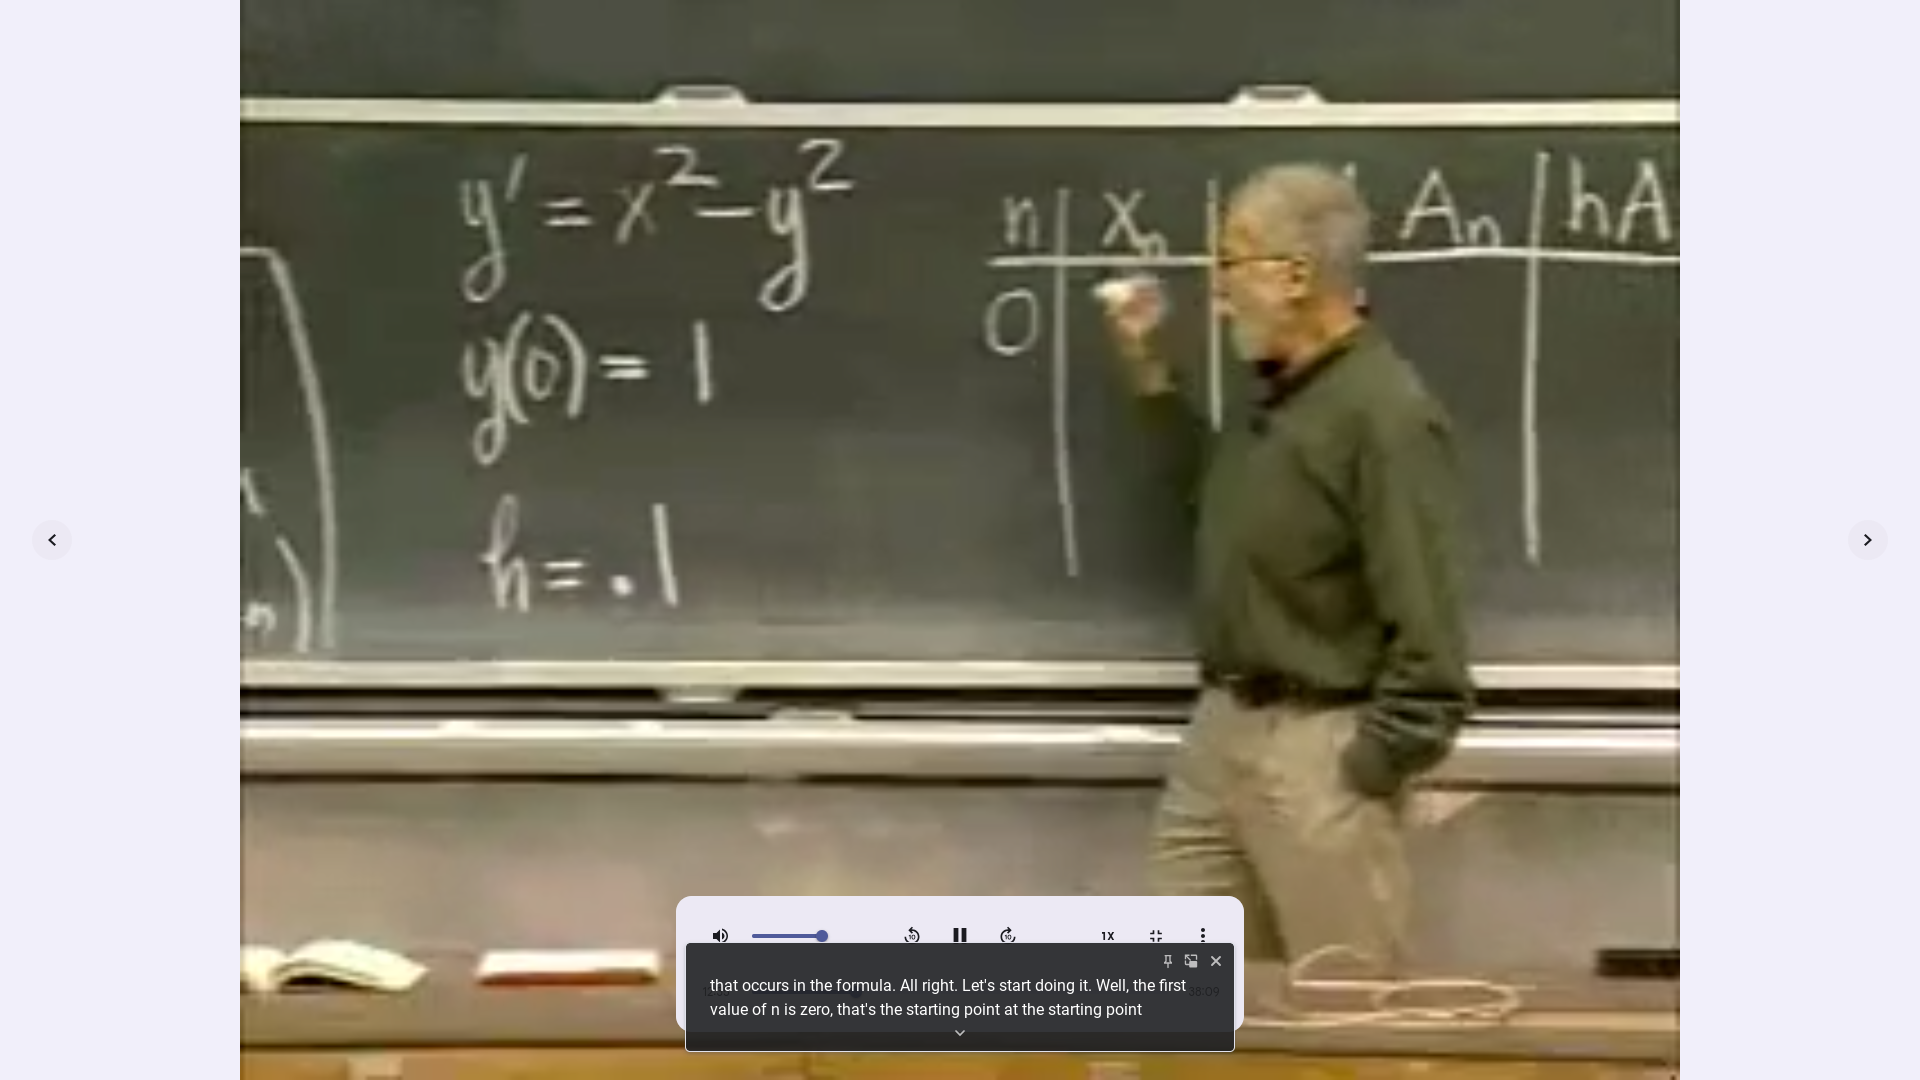 y' = x² - y²
y(0) = 1
h = .1
n xₙ Aₙ hA
0
n)
1X
that occurs in the formula. All right. Let's start doing it. Well, the first
value of n is zero, that's the starting point at the starting point